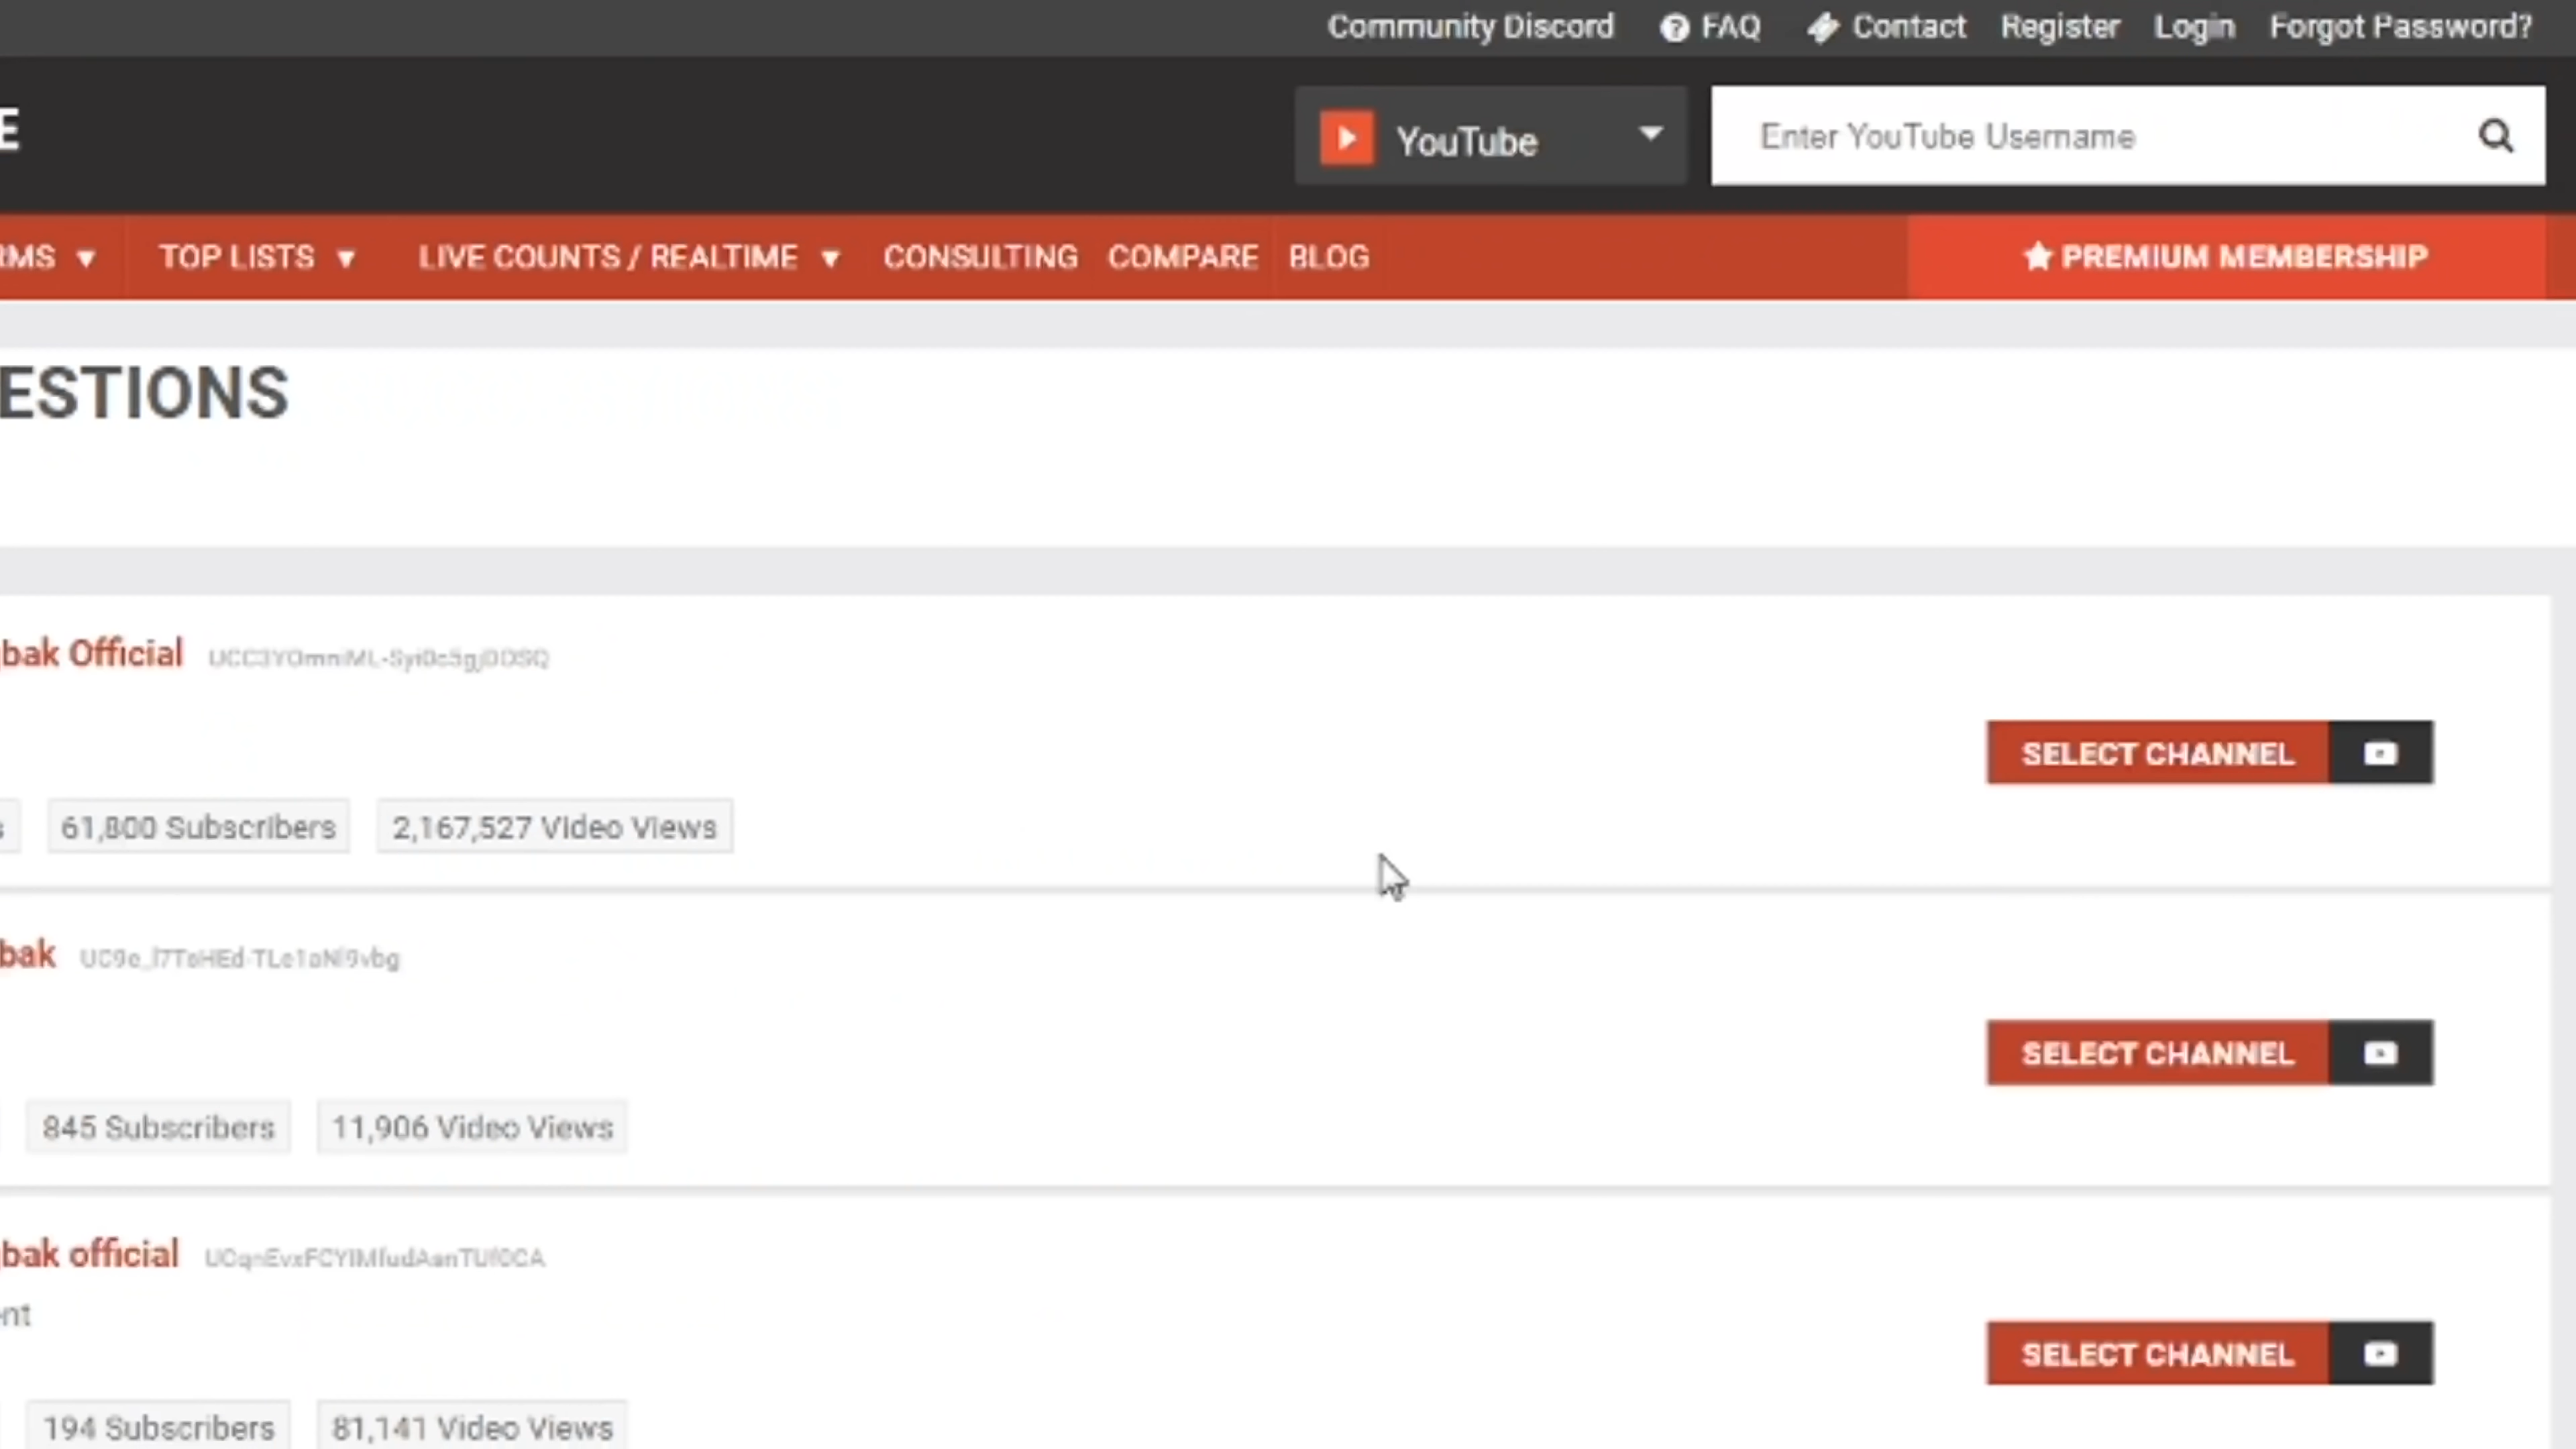 Community Discord FAQ Contact Register Login Forgot Password?
E YouTube Enter YouTube Username
RMS TOP LISTS LIVE COUNTS / REALTIME CONSULTING COMPARE BLOG PREMIUM MEMBERSHIP
ESTIONS
bak Official
SELECT CHANNEL
61,800 Subscribers 2,167,527 Video Views
bak
SELECT CHANNEL
845 Subscribers 11,906 Video Views
bak official
nt
SELECT CHANNEL
194 Subscribers 81,141 Video Views